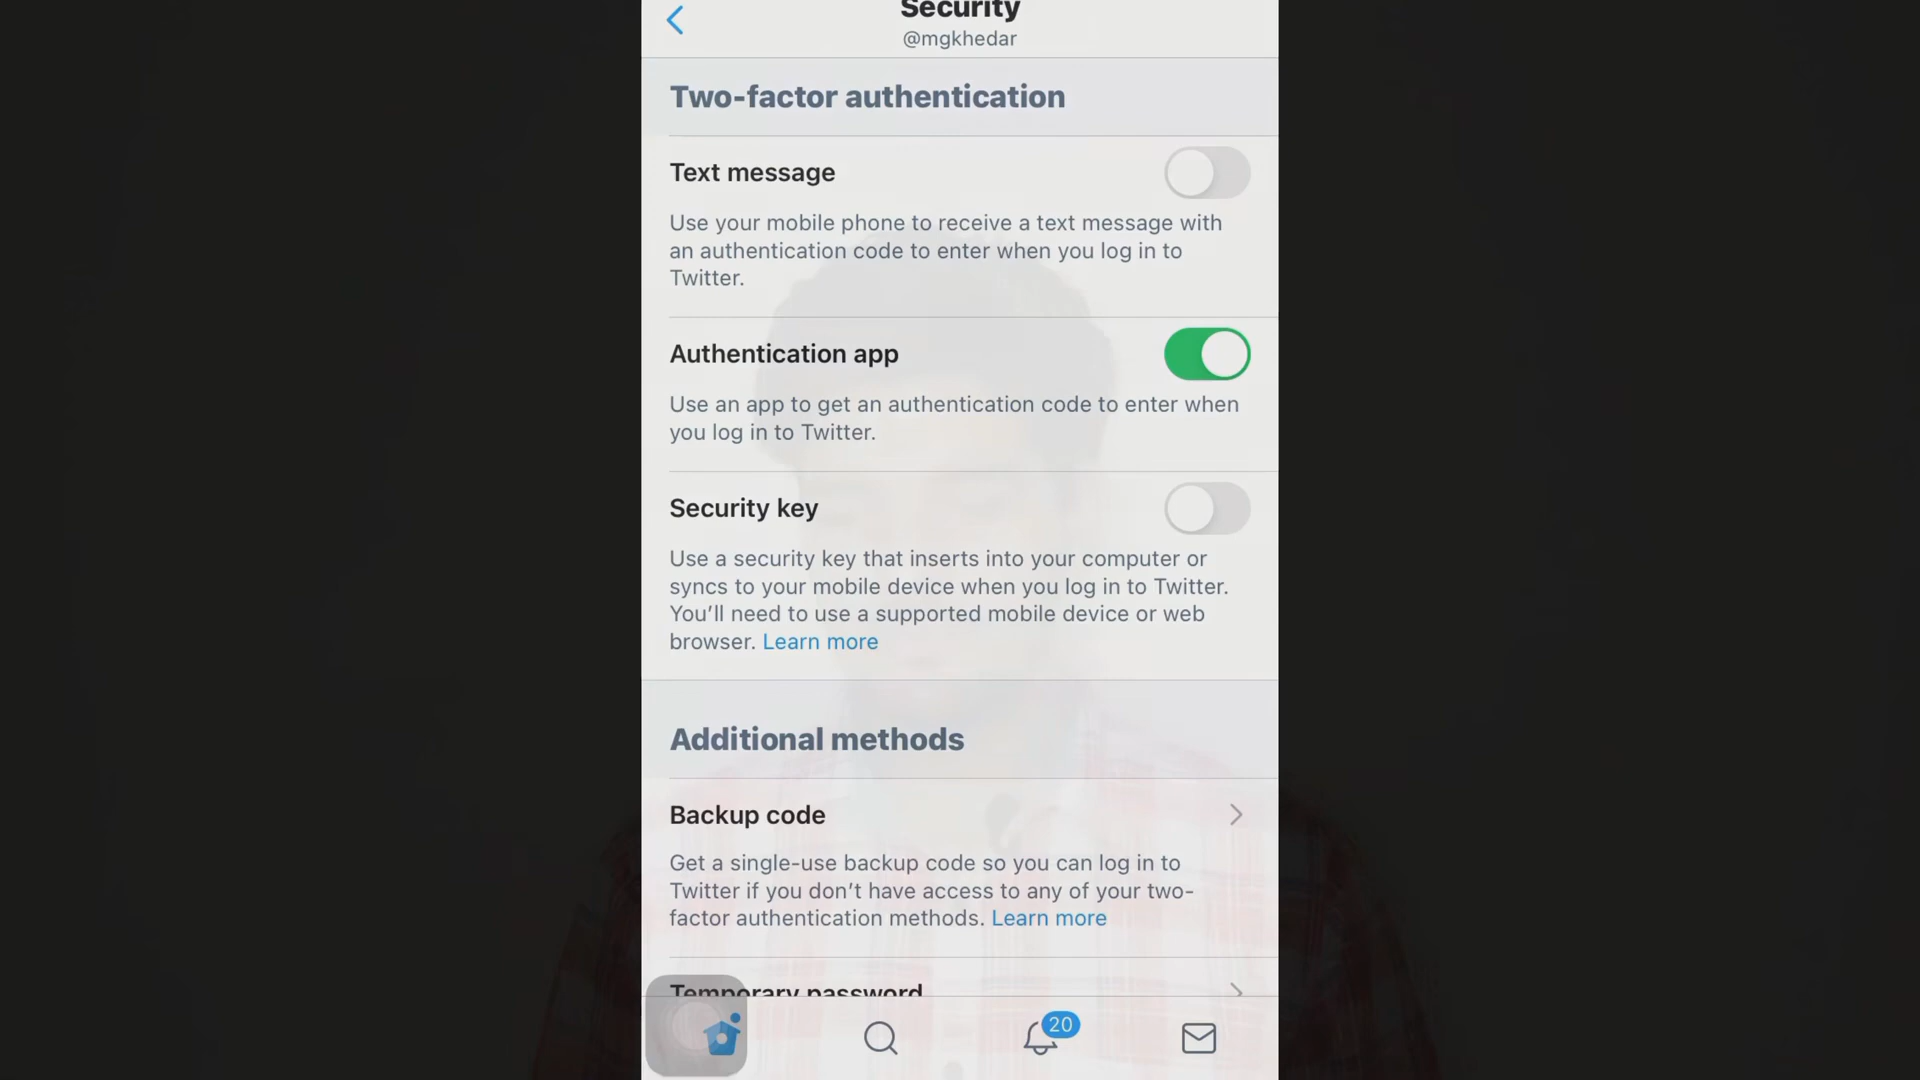 Security
@mgkhedar
Two-factor authentication
Text message
Use your mobile phone to receive a text message with
an authentication code to enter when you log in to
Twitter.
Authentication app
Use an app to get an authentication code to enter when
you log in to Twitter.
Security key
Use a security key that inserts into your computer or
syncs to your mobile device when you log in to Twitter.
You’ll need to use a supported mobile device or web
browser. Learn more
Additional methods
Backup code
Get a single-use backup code so you can log in to
Twitter if you don’t have access to any of your two-
factor authentication methods. Learn more
Temporary password
20